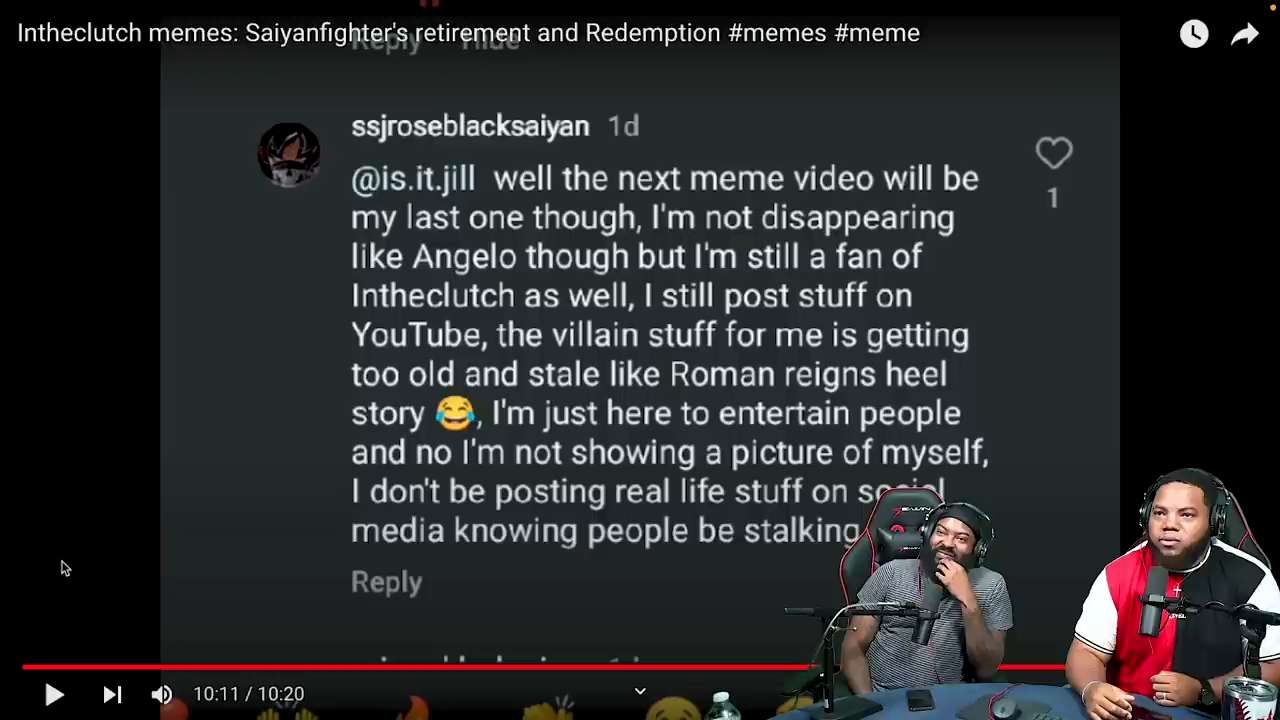 Intheclutch memes: Saiyanfighter's retirement and Redemption #memes #meme
Reply Hide
ssjroseblacksaiyan 1d
@is.it.jill well the next meme video will be
my last one though, I'm not disappearing
like Angelo though but I'm still a fan of
Intheclutch as well, I still post stuff on
YouTube, the villain stuff for me is getting
too old and stale like Roman reigns heel
story 😂, I'm just here to entertain people
and no I'm not showing a picture of myself,
I don't be posting real life stuff on social
media knowing people be stalking
1
Reply
10:11 / 10:20